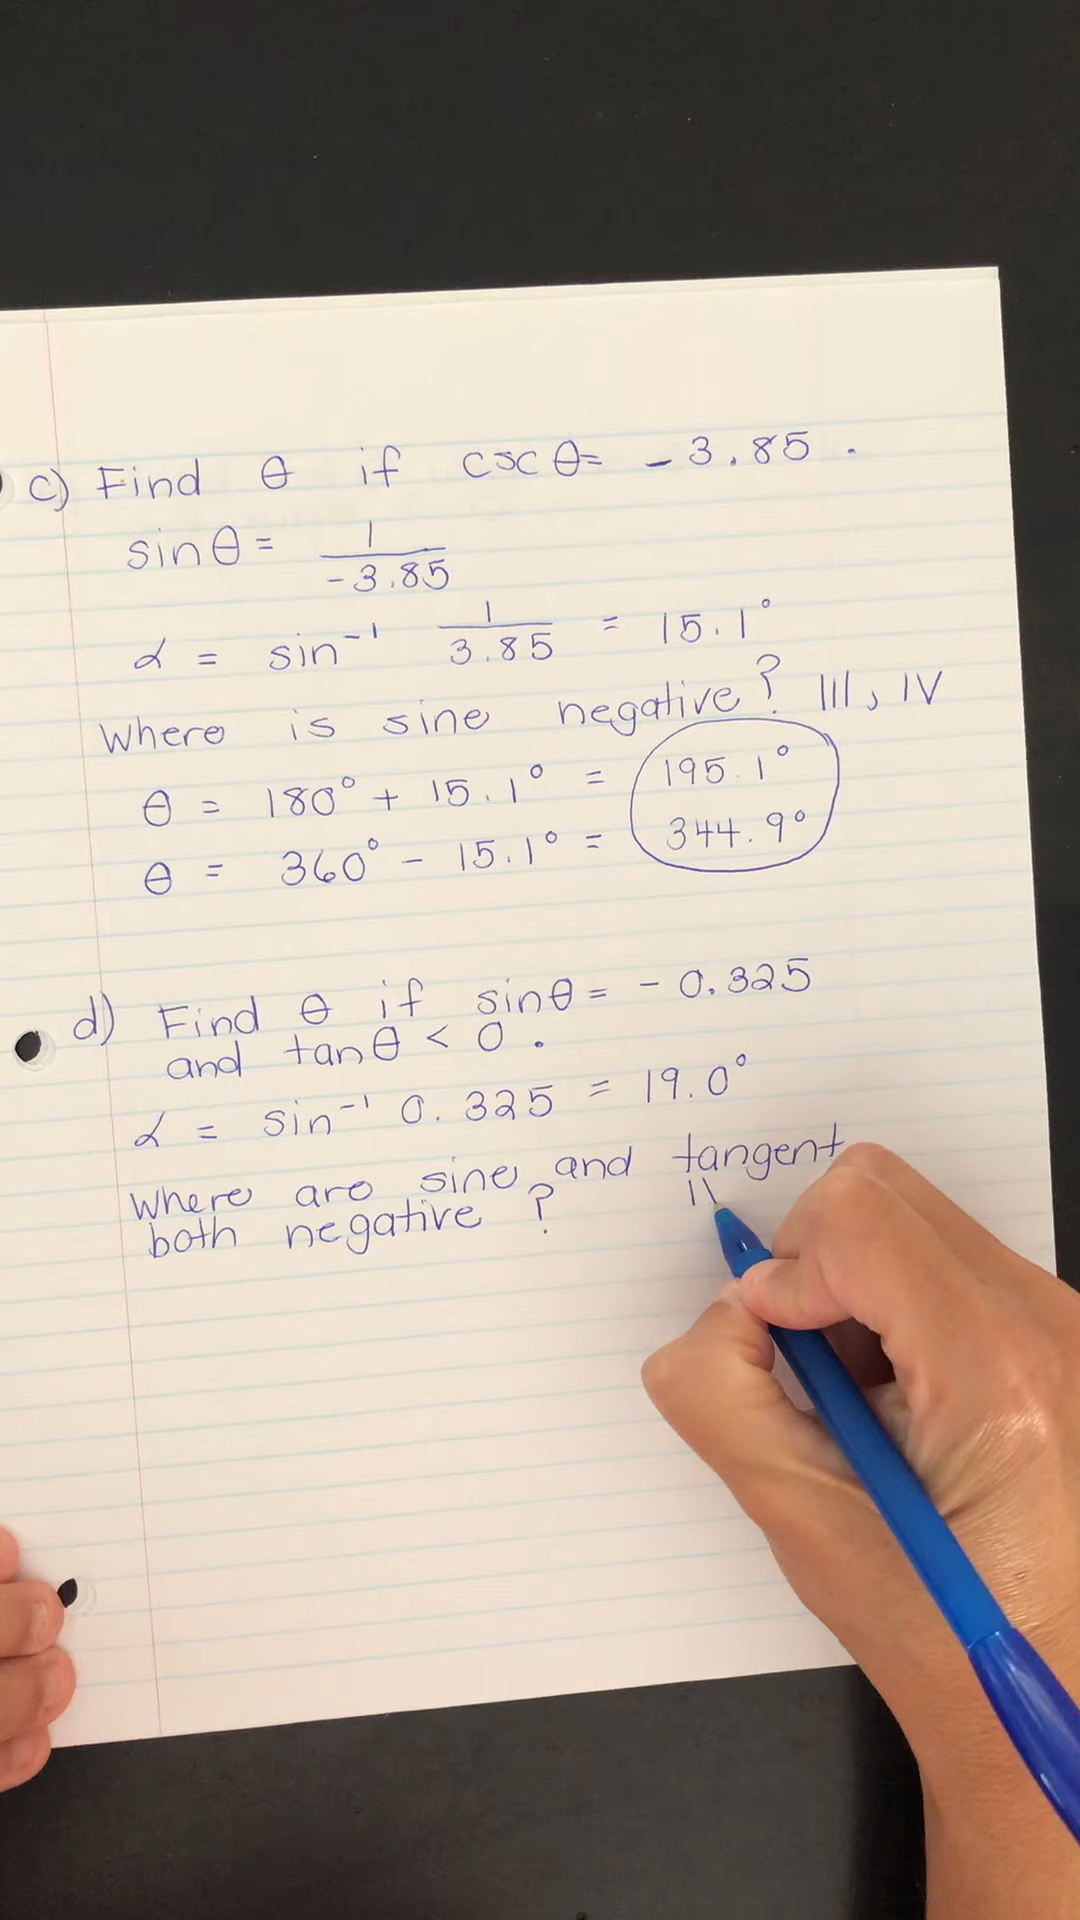 c) Find θ if csc θ = -3.85.
sin θ = 1/-3.85
α = sin⁻¹ 1/3.85 = 15.1°
Where is sine negative? III, IV
θ = 180° + 15.1° = 195.1°
θ = 360° - 15.1° = 344.9°
d) Find θ if sin θ = -0.325
and tan θ < 0.
α = sin⁻¹ 0.325 = 19.0°
Where are sine and tangent
both negative? I\